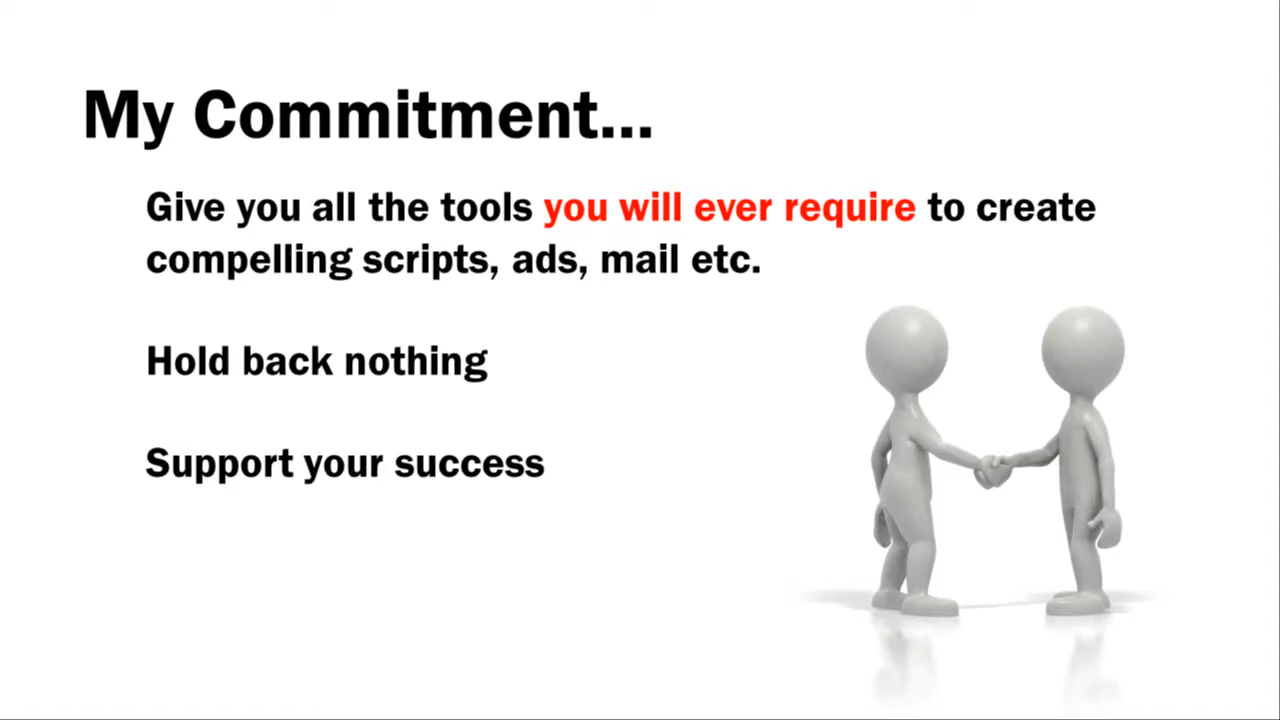 My Commitment...
Give you all the tools you will ever require to create
compelling scripts, ads, mail etc.
Hold back nothing
Support your success